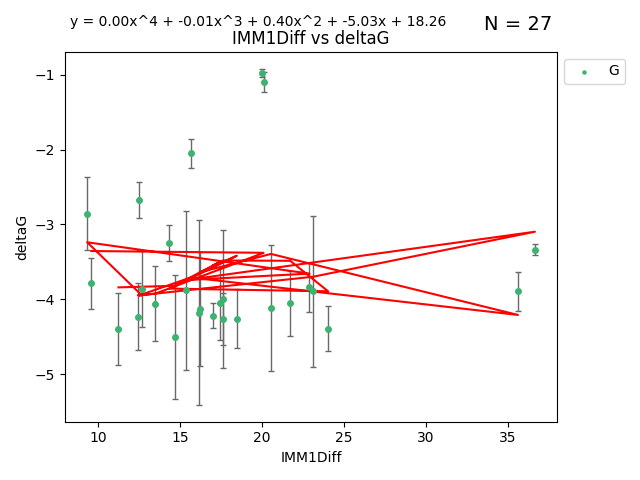 y = 0.00x^4 + -0.01x^3 + 0.40x^2 + -5.03x + 18.26
N = 27
IMM1Diff vs deltaG
G
−1
−2
−3
−4
−5
deltaG
10 15 20 25 30 35
IMM1Diff